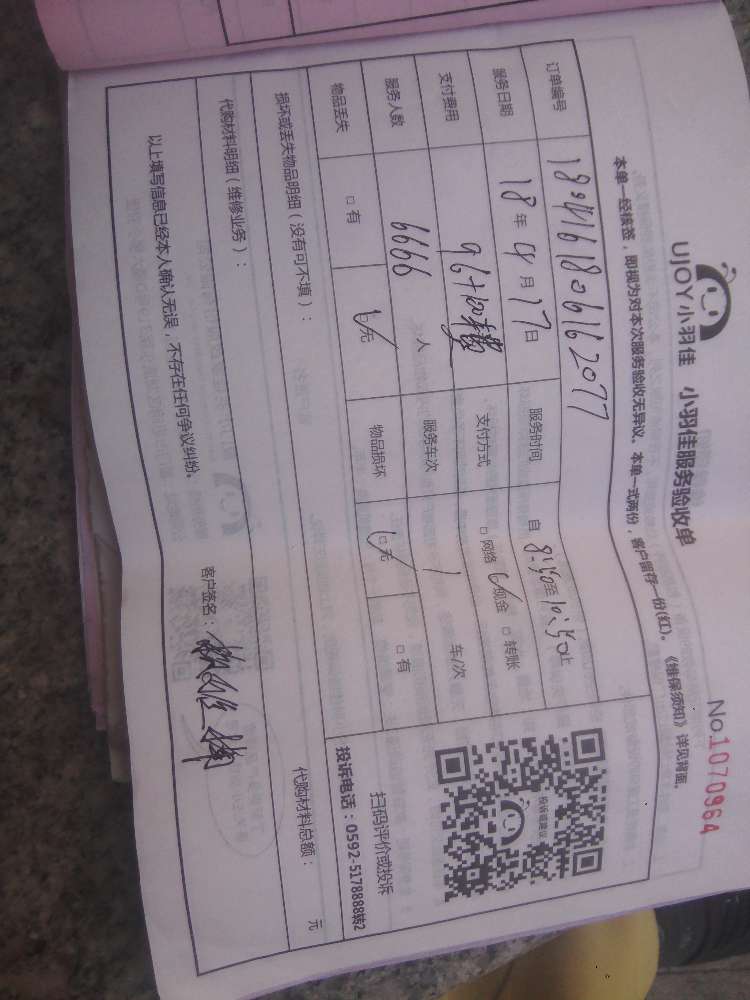 UJOY小羽佳 小羽佳服务验收单
No.1070964
本单一经核签，即视为对本次服务验收无异议。本单一式两份，客户留存一份(红)。《维保须知》详见背面。
订单编号 1804161806162077
服务日期 18年4月17日 服务时间 自8:50至10:50止
支付费用 支付方式 □网络 ☑现金 □转账
服务人数 6666 人 服务车次 1 车/次
物品丢失 □有 ☑无 物品损坏 ☑无 □有
投诉或建议
扫码评价或投诉
投诉电话：0592-5178888转2
损坏或丢失物品明细（没有可不填）：
代购材料明细（维修业务）：
代购材料总额： 元
以上填写信息已经本人确认无误，不存在任何争议纠纷。
客户签名：